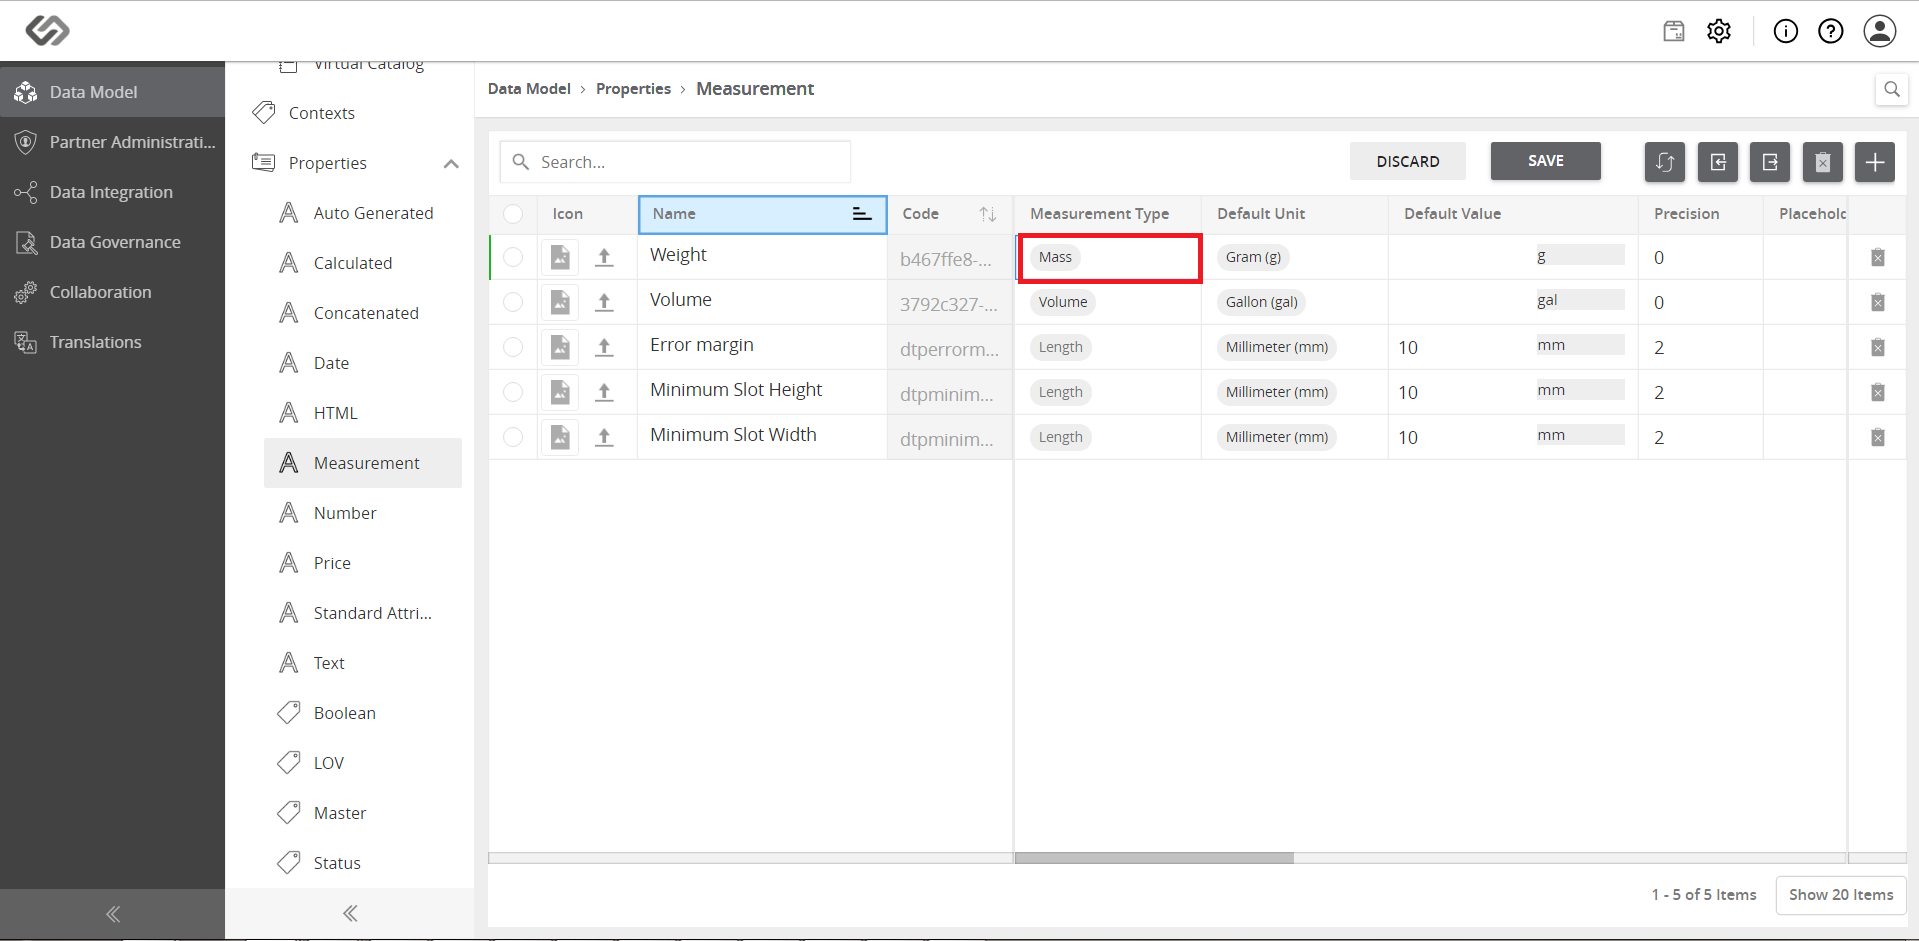 Data Model
Partner Administrati...
Data Integration
Data Governance
Collaboration
Translations
Virtual Catalog
Contexts
Properties
Auto Generated
Calculated
Concatenated
Date
HTML
Measurement
Number
Price
Standard Attri...
Text
Boolean
LOV
Master
Status
Data Model › Properties › Measurement
Search... DISCARD SAVE
Icon Name Code Measurement Type Default Unit Default Value Precision Placehold
Weight b467ffe8-... Mass Gram (g) g 0
Volume 3792c327-... Volume Gallon (gal) gal 0
Error margin dtperrorm... Length Millimeter (mm) 10 mm 2
Minimum Slot Height dtpminim... Length Millimeter (mm) 10 mm 2
Minimum Slot Width dtpminim... Length Millimeter (mm) 10 mm 2
1 - 5 of 5 Items Show 20 Items